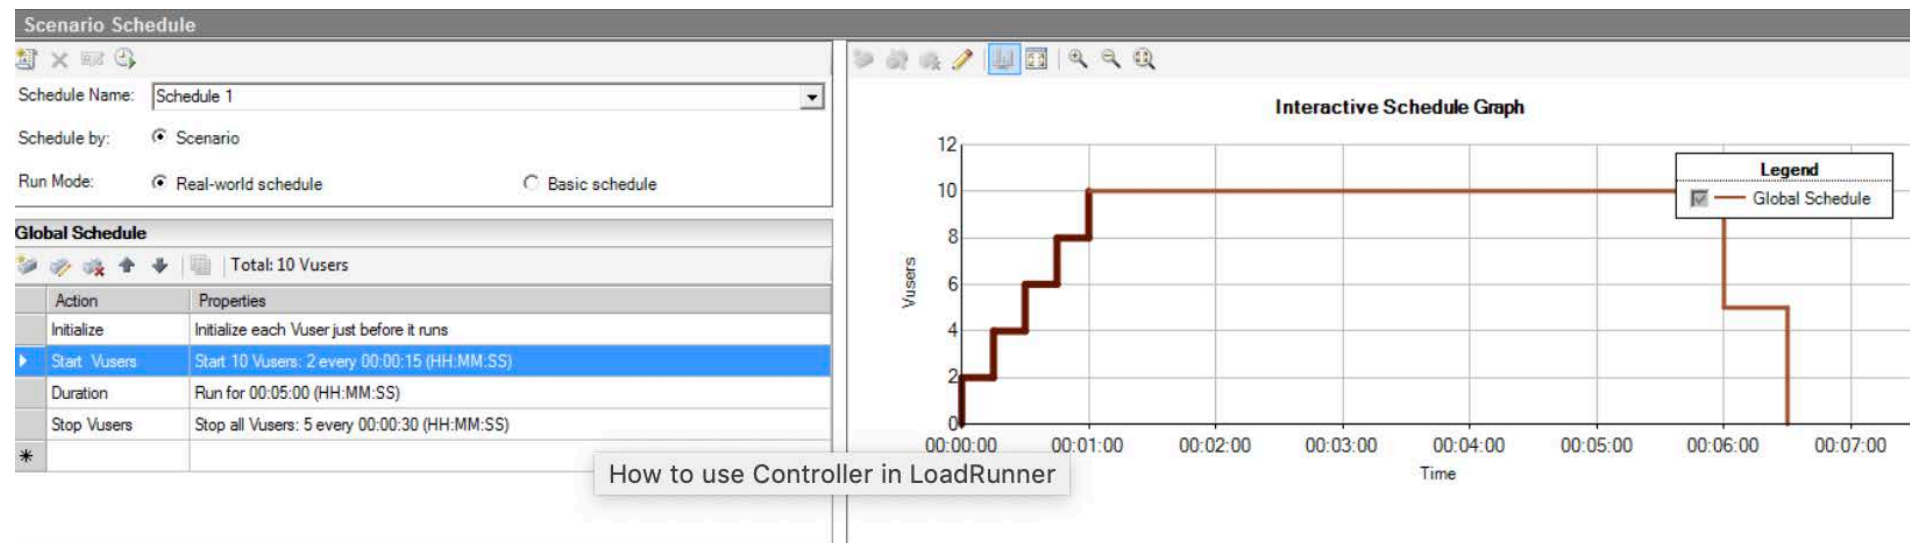 Scenario Schedule
Schedule Name: Schedule 1
Schedule by: Scenario
Run Mode: Real-world schedule Basic schedule
Global Schedule
Total: 10 Vusers
Action Properties
Initialize Initialize each Vuser just before it runs
Start Vusers Start 10 Vusers: 2 every 00:00:15 (HH:MM:SS)
Duration Run for 00:05:00 (HH:MM:SS)
Stop Vusers Stop all Vusers: 5 every 00:00:30 (HH:MM:SS)
How to use Controller in LoadRunner
Interactive Schedule Graph
12
10
8
6
4
2
0
Vusers
Legend
Global Schedule
00:00:00 00:01:00 00:02:00 00:03:00 00:04:00 00:05:00 00:06:00 00:07:00
Time